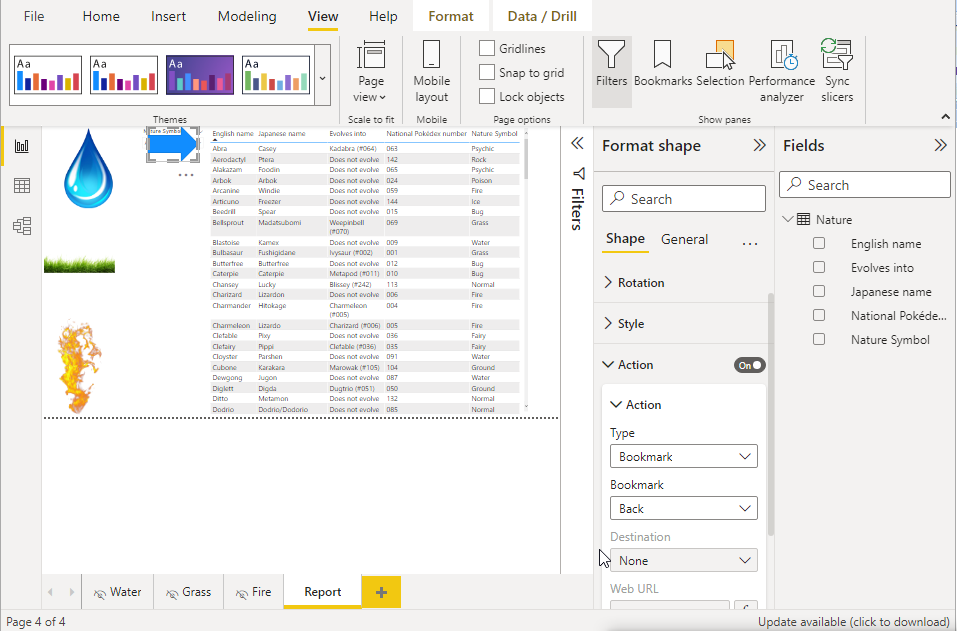 File Home Insert Modeling View Help Format Data / Drill
Aa Aa Aa Aa
Page view
Mobile layout
Gridlines
Snap to grid
Lock objects
Filters Bookmarks Selection Performance analyzer Sync slicers
Themes Scale to fit Mobile Page options Show panes
Nature Symbol
English name Japanese name Evolves into National Pokédex number Nature Symbol
Abra Casey Kadabra (#064) 063 Psychic
Aerodactyl Ptera Does not evolve 142 Rock
Alakazam Foodin Does not evolve 065 Psychic
Arbok Arbok Does not evolve 024 Poison
Arcanine Windie Does not evolve 059 Fire
Articuno Freezer Does not evolve 144 Ice
Beedrill Spear Does not evolve 015 Bug
Bellsprout Madatsubomi Weepinbell (#070) 069 Grass
Blastoise Kamex Does not evolve 009 Water
Bulbasaur Fushigidane Ivysaur (#002) 001 Grass
Butterfree Butterfree Does not evolve 012 Bug
Caterpie Caterpie Metapod (#011) 010 Bug
Chansey Lucky Blissey (#242) 113 Normal
Charizard Lizardon Does not evolve 006 Fire
Charmander Hitokage Charmeleon (#005) 004 Fire
Charmeleon Lizardo Charizard (#006) 005 Fire
Clefable Pixy Does not evolve 036 Fairy
Clefairy Pippi Clefable (#036) 035 Fairy
Cloyster Parshen Does not evolve 091 Water
Cubone Karakara Marowak (#105) 104 Ground
Dewgong Jugon Does not evolve 087 Water
Diglett Digda Dugtrio (#051) 050 Ground
Ditto Metamon Does not evolve 132 Normal
Dodrio Dodrio/Dodorio Does not evolve 085 Normal
Filters
Format shape
Search
Shape General ...
Rotation
Style
Action On
Action
Type
Bookmark
Bookmark
Back
Destination
None
Web URL
Fields
Search
Nature
English name
Evolves into
Japanese name
National Pokéde...
Nature Symbol
Water Grass Fire Report +
Page 4 of 4
Update available (click to download)